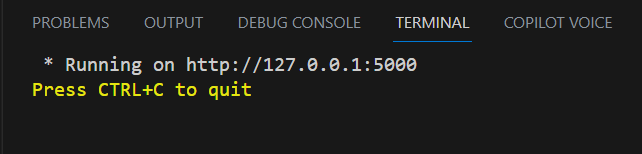 PROBLEMS OUTPUT DEBUG CONSOLE TERMINAL COPILOT VOICE
* Running on http://127.0.0.1:5000
Press CTRL+C to quit